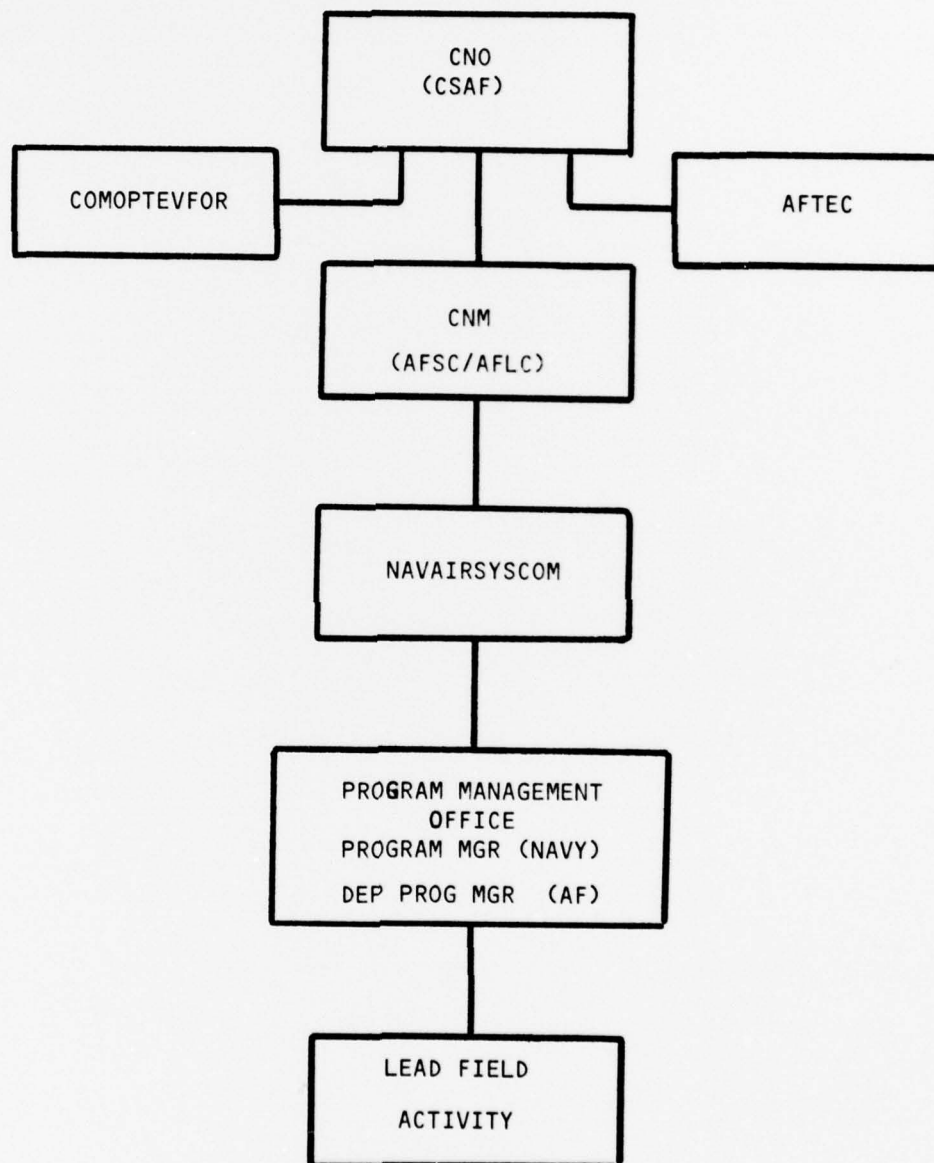 CNO
(CSAF)
COMOPTEVFOR
AFTEC
CNM
(AFSC/AFLC)
NAVAIRSYSCOM
PROGRAM MANAGEMENT
OFFICE
PROGRAM MGR (NAVY)
DEP PROG MGR (AF)
LEAD FIELD
ACTIVITY